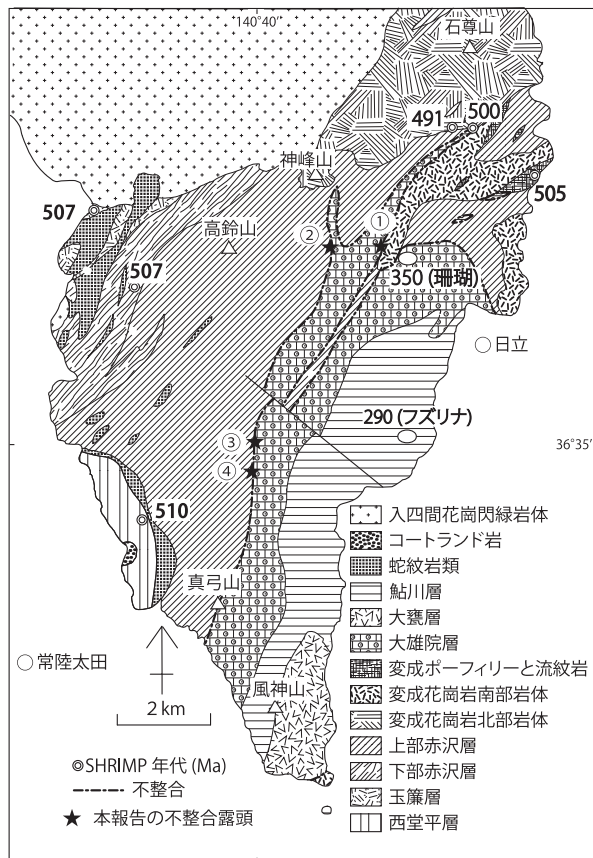 140˚40'
石尊山
491
500
神峰山
505
507
高鈴山
②
①
507
350 (珊瑚)
日立
290 (フズリナ)
③
36˚35'
④
510
入四間花崗閃緑岩体
コートランド岩
蛇紋岩類
鮎川層
大甕層
大雄院層
変成ポーフィリーと流紋岩
変成花崗岩南部岩体
変成花崗岩北部岩体
上部赤沢層
下部赤沢層
玉簾層
西堂平層
真弓山
常陸太田
風神山
2 km
SHRIMP 年代 (Ma)
不整合
本報告の不整合露頭